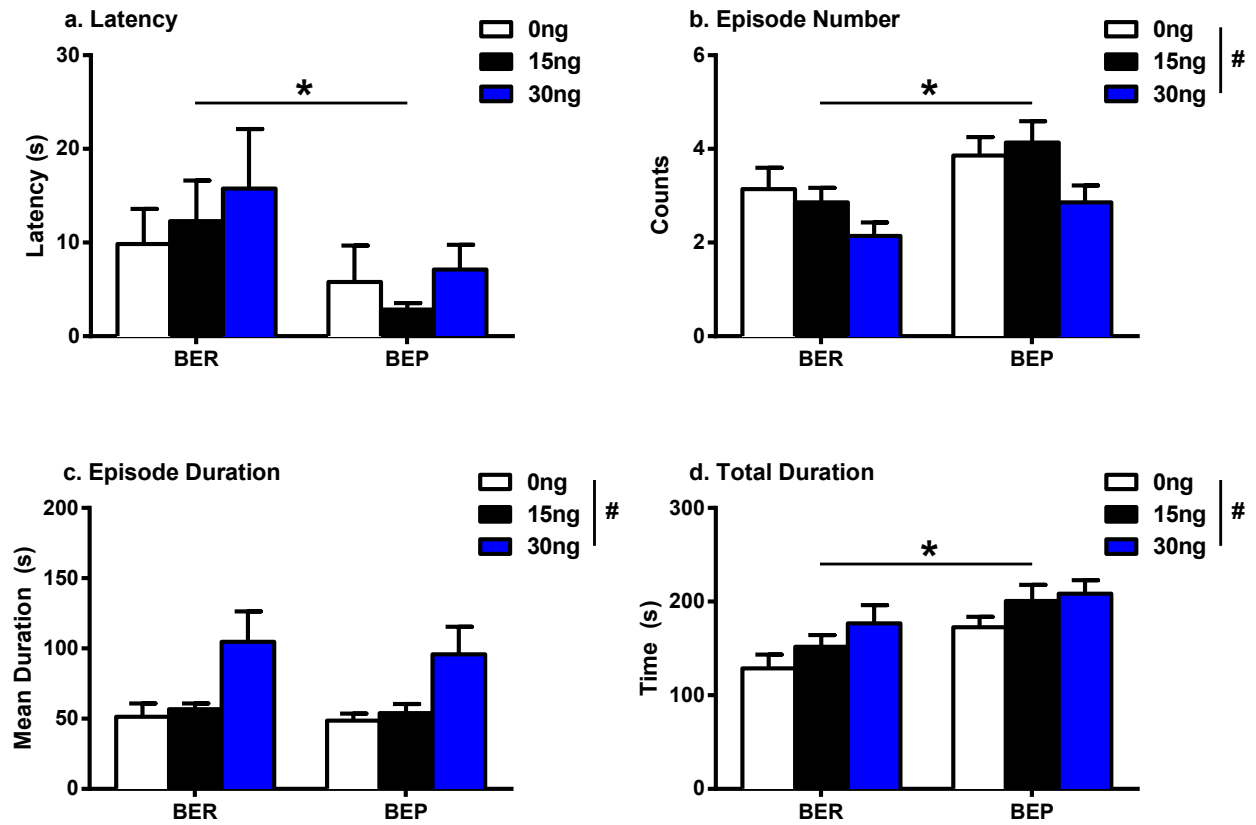 a. Latency
0ng
15ng
30ng
30
20
10
0
Latency (s)
*
BER
BEP
b. Episode Number
0ng
15ng
30ng
#
6
4
2
0
Counts
*
BER
BEP
c. Episode Duration
0ng
15ng
30ng
#
200
150
100
50
0
Mean Duration (s)
BER
BEP
d. Total Duration
0ng
15ng
30ng
#
300
200
100
0
Time (s)
*
BER
BEP